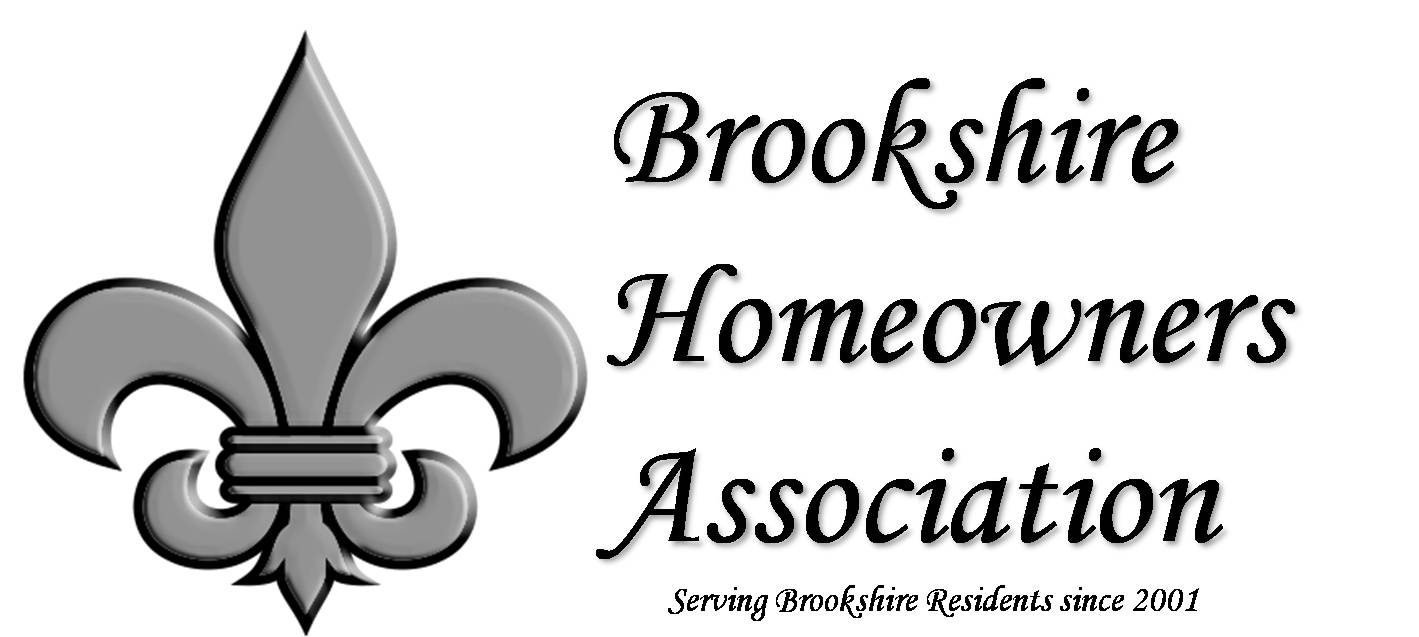 Brookshire
Homeowners
Association
Serving Brookshire Residents since 2001